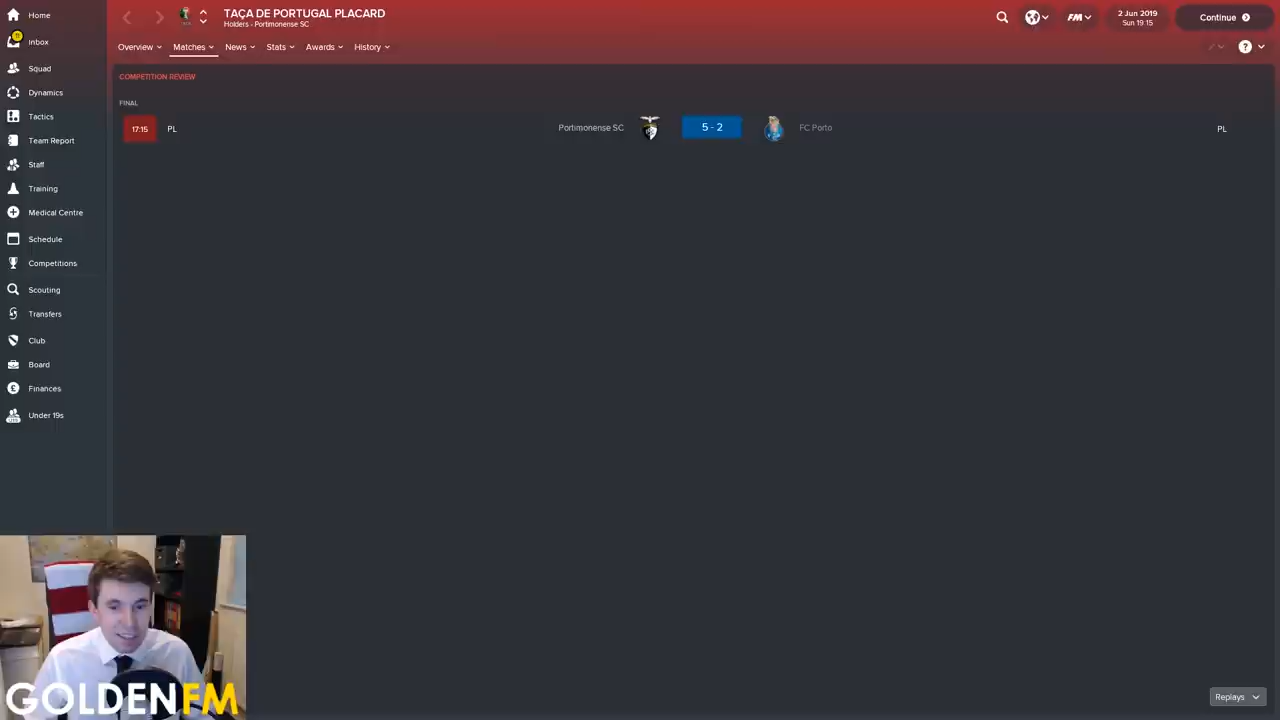 Home
Inbox
Squad
Dynamics
Tactics
Team Report
Staff
Training
Medical Centre
Schedule
Competitions
Scouting
Transfers
Club
Board
Finances
Under 19s
TAÇA DE PORTUGAL PLACARD
Holders - Portimonense SC
FM
2 Jun 2019
Sun 19:15
Continue
Overview
Matches
News
Stats
Awards
History
?
COMPETITION REVIEW
FINAL
17:15 PL Portimonense SC 5 - 2 FC Porto PL
GOLDENFM
Replays